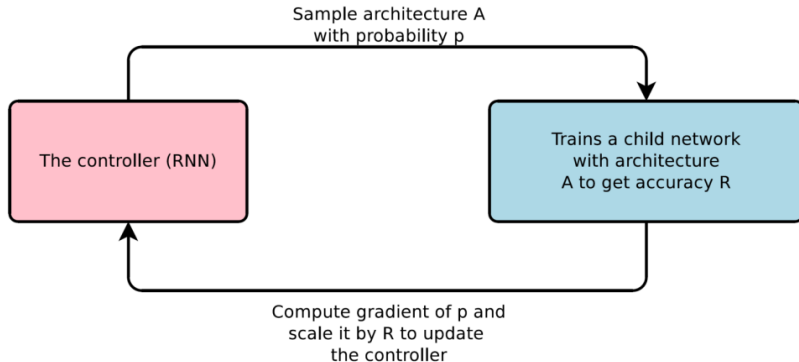 Sample architecture A
with probability p
The controller (RNN)
Trains a child network
with architecture
A to get accuracy R
Compute gradient of p and
scale it by R to update
the controller